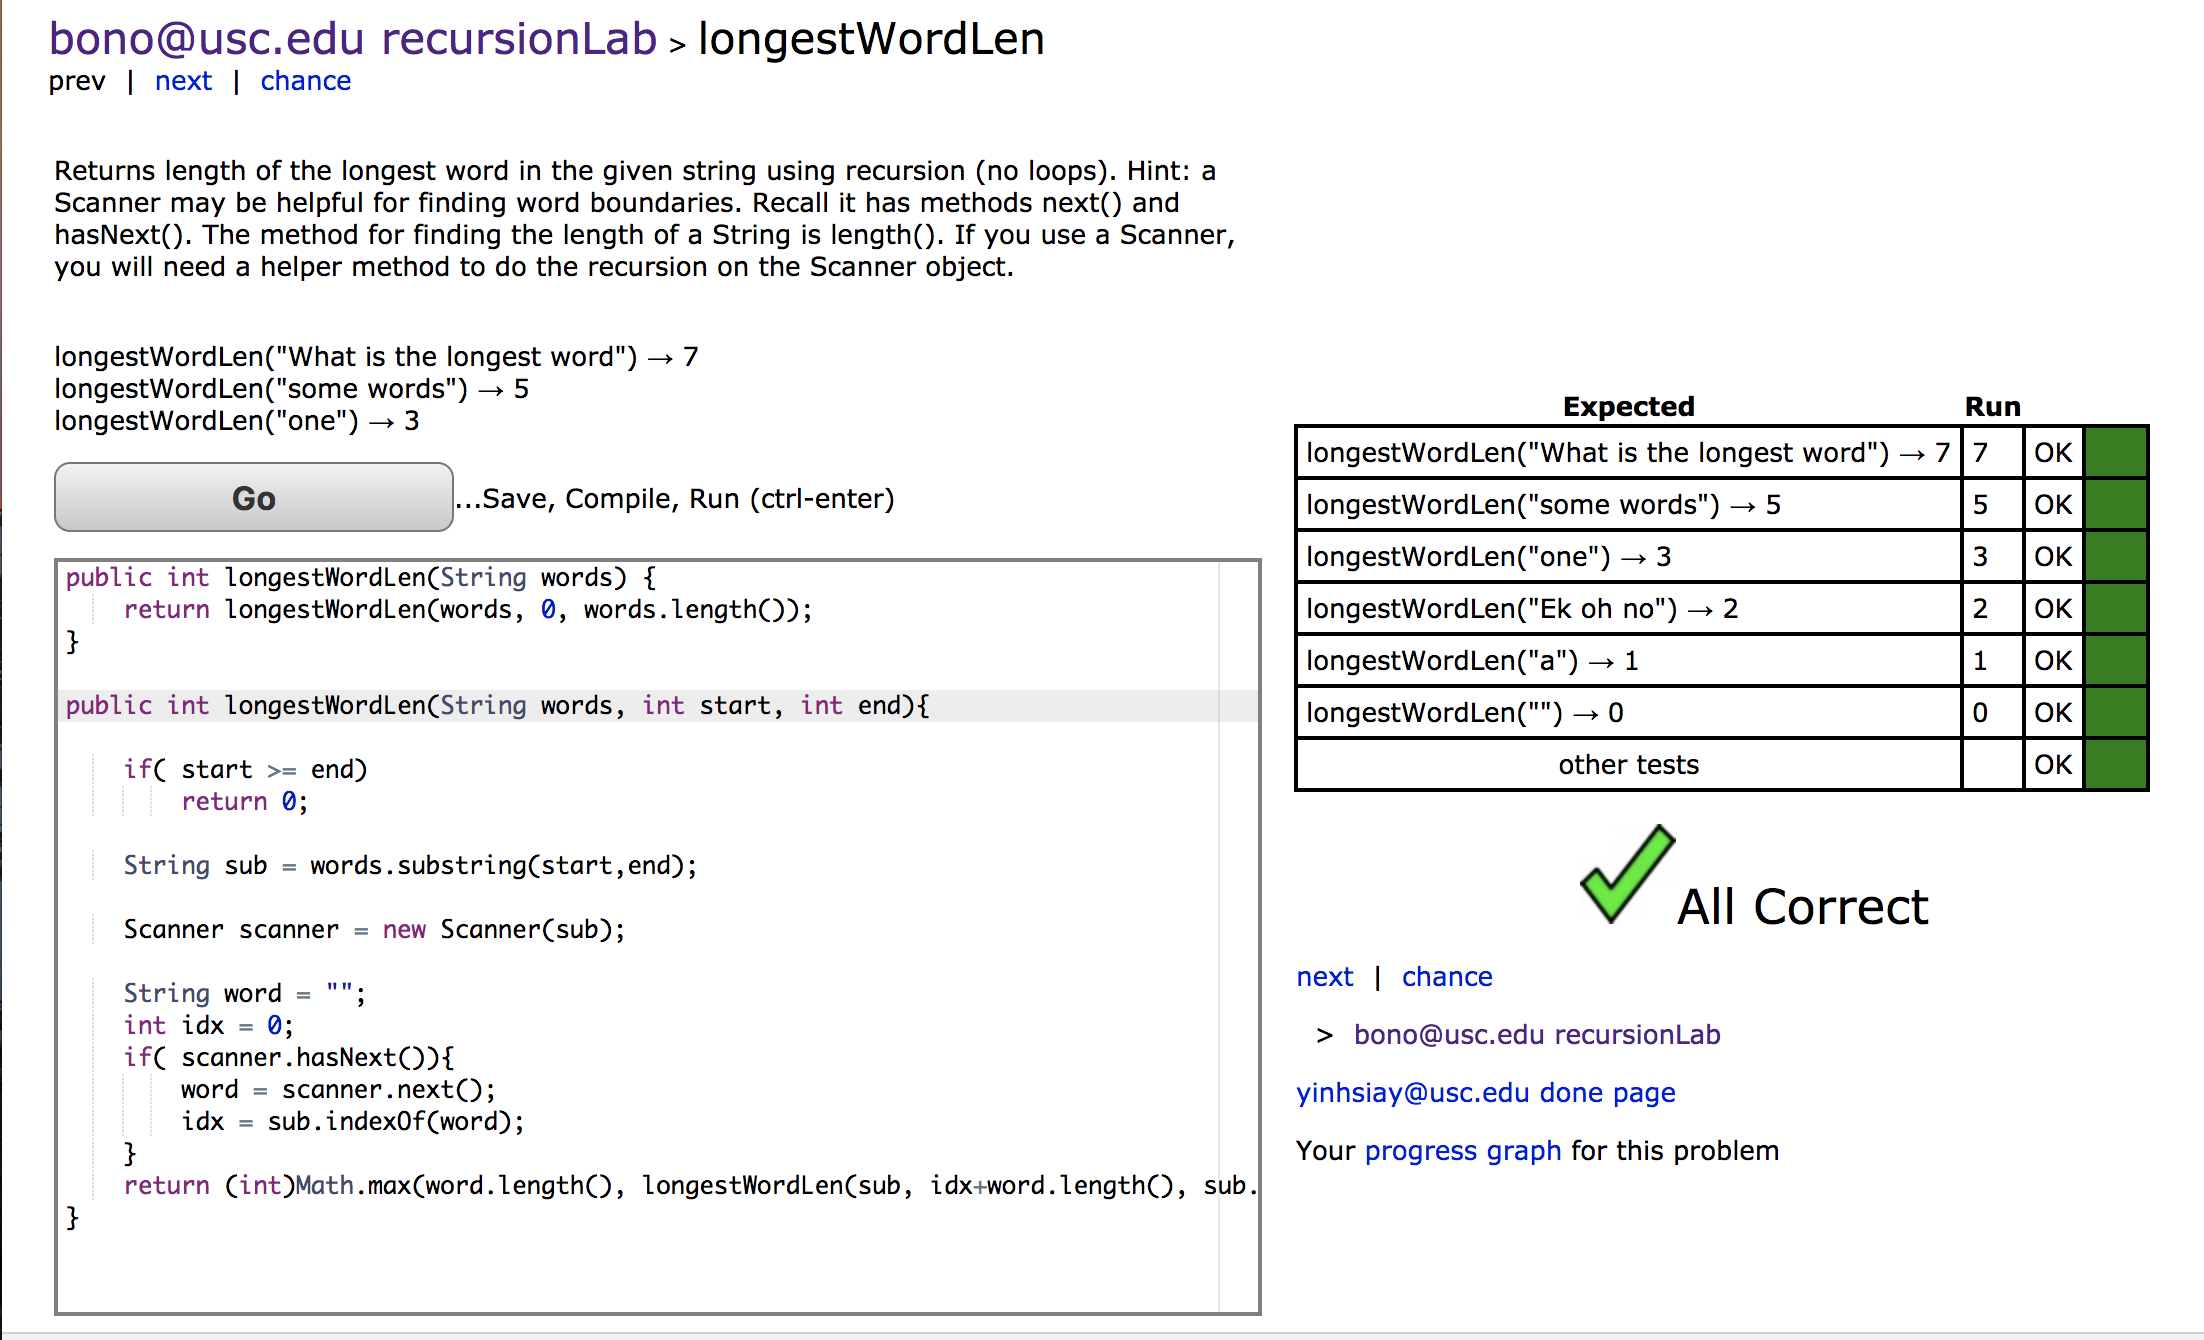 bono@usc.edu recursionLab > longestWordLen
prev | next | chance
Returns length of the longest word in the given string using recursion (no loops). Hint: a
Scanner may be helpful for finding word boundaries. Recall it has methods next() and
hasNext(). The method for finding the length of a String is length(). If you use a Scanner,
you will need a helper method to do the recursion on the Scanner object.
longestWordLen("What is the longest word") → 7
longestWordLen("some words") → 5
longestWordLen("one") → 3
Go ...Save, Compile, Run (ctrl-enter)
public int longestWordLen(String words) {
    return longestWordLen(words, 0, words.length());
}
public int longestWordLen(String words, int start, int end){
    if( start >= end)
        return 0;
    String sub = words.substring(start,end);
    Scanner scanner = new Scanner(sub);
    String word = "";
    int idx = 0;
    if( scanner.hasNext()){
        word = scanner.next();
        idx = sub.indexOf(word);
    }
    return (int)Math.max(word.length(), longestWordLen(sub, idx+word.length(), sub.
}
Expected Run
longestWordLen("What is the longest word") → 7 7 OK
longestWordLen("some words") → 5 5 OK
longestWordLen("one") → 3 3 OK
longestWordLen("Ek oh no") → 2 2 OK
longestWordLen("a") → 1 1 OK
longestWordLen("") → 0 0 OK
other tests OK
All Correct
next | chance
> bono@usc.edu recursionLab
yinhsiay@usc.edu done page
Your progress graph for this problem